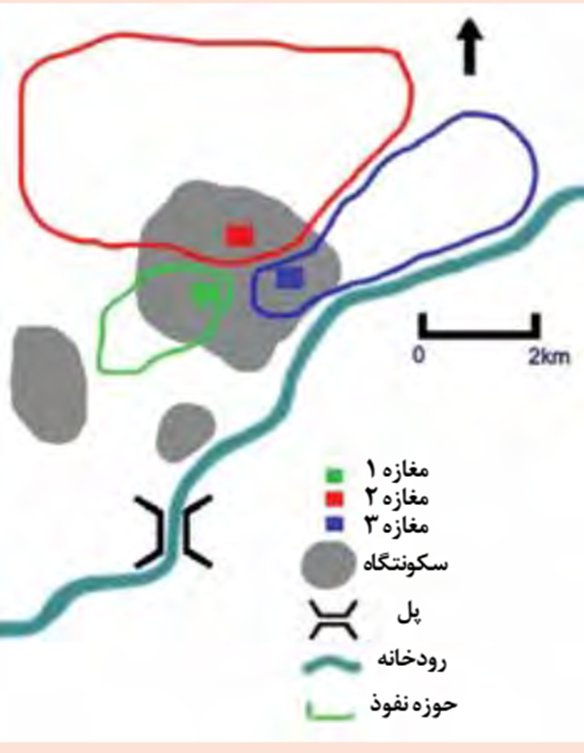 0 2km
مغازه ۱
مغازه ۲
مغازه ۳
سکونتگاه
پل
رودخانه
حوزه نفوذ